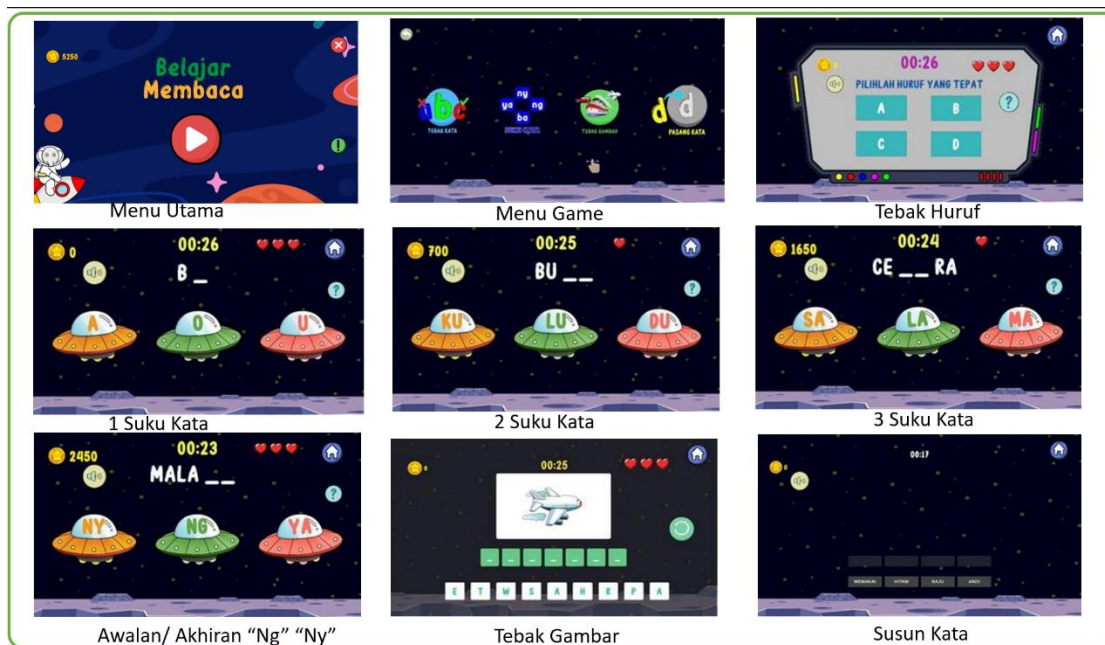 5250
Belajar
Membaca
Menu Utama
abc
TEBAK KATA
ny
ya
ng
ba
TEBAK GAMBAR
d d
PASANG KATA
Menu Game
00:26
PILIHLAH HURUF YANG TEPAT
?
A
B
C
D
Tebak Huruf
0
00:26
B _
?
A
O
U
1 Suku Kata
700
00:25
BU _ _
KU
LU
DU
2 Suku Kata
1650
00:24
CE _ _ RA
?
SA
LA
MA
3 Suku Kata
2450
00:23
MALA _ _
?
NY
NG
YA
Awalan/ Akhiran “Ng” “Ny”
0
00:25
_ _ _ _ _ _ _
E T W S A H R P A
Tebak Gambar
00:17
0
MEMAKAI HITAM BAJU ANDI
Susun Kata